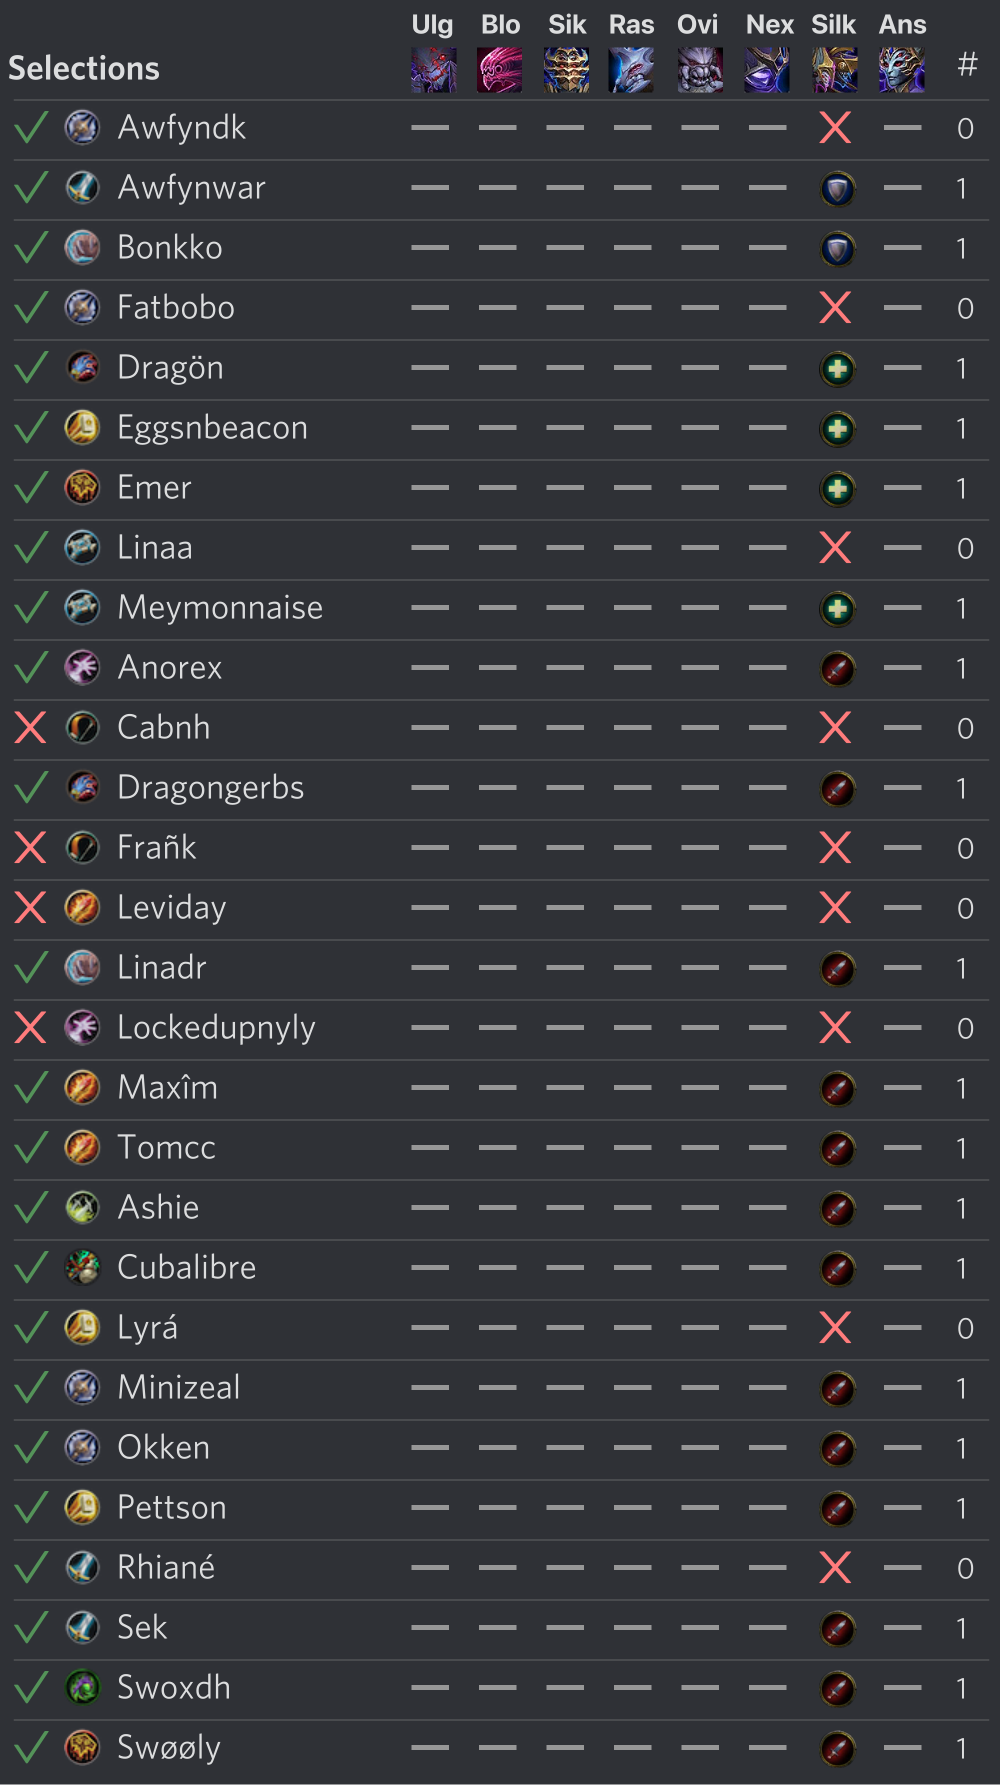 Ulg Blo Sik Ras Ovi Nex Silk Ans
Selections #
Awfyndk 0
Awfynwar 1
Bonkko 1
Fatbobo 0
Dragön 1
Eggsnbeacon 1
Emer 1
Linaa 0
Meymonnaise 1
Anorex 1
Cabnh 0
Dragongerbs 1
Frañk 0
Leviday 0
Linadr 1
Lockedupnyly 0
Maxîm 1
Tomcc 1
Ashie 1
Cubalibre 1
Lyrá 0
Minizeal 1
Okken 1
Pettson 1
Rhiané 0
Sek 1
Swoxdh 1
Swøøly 1